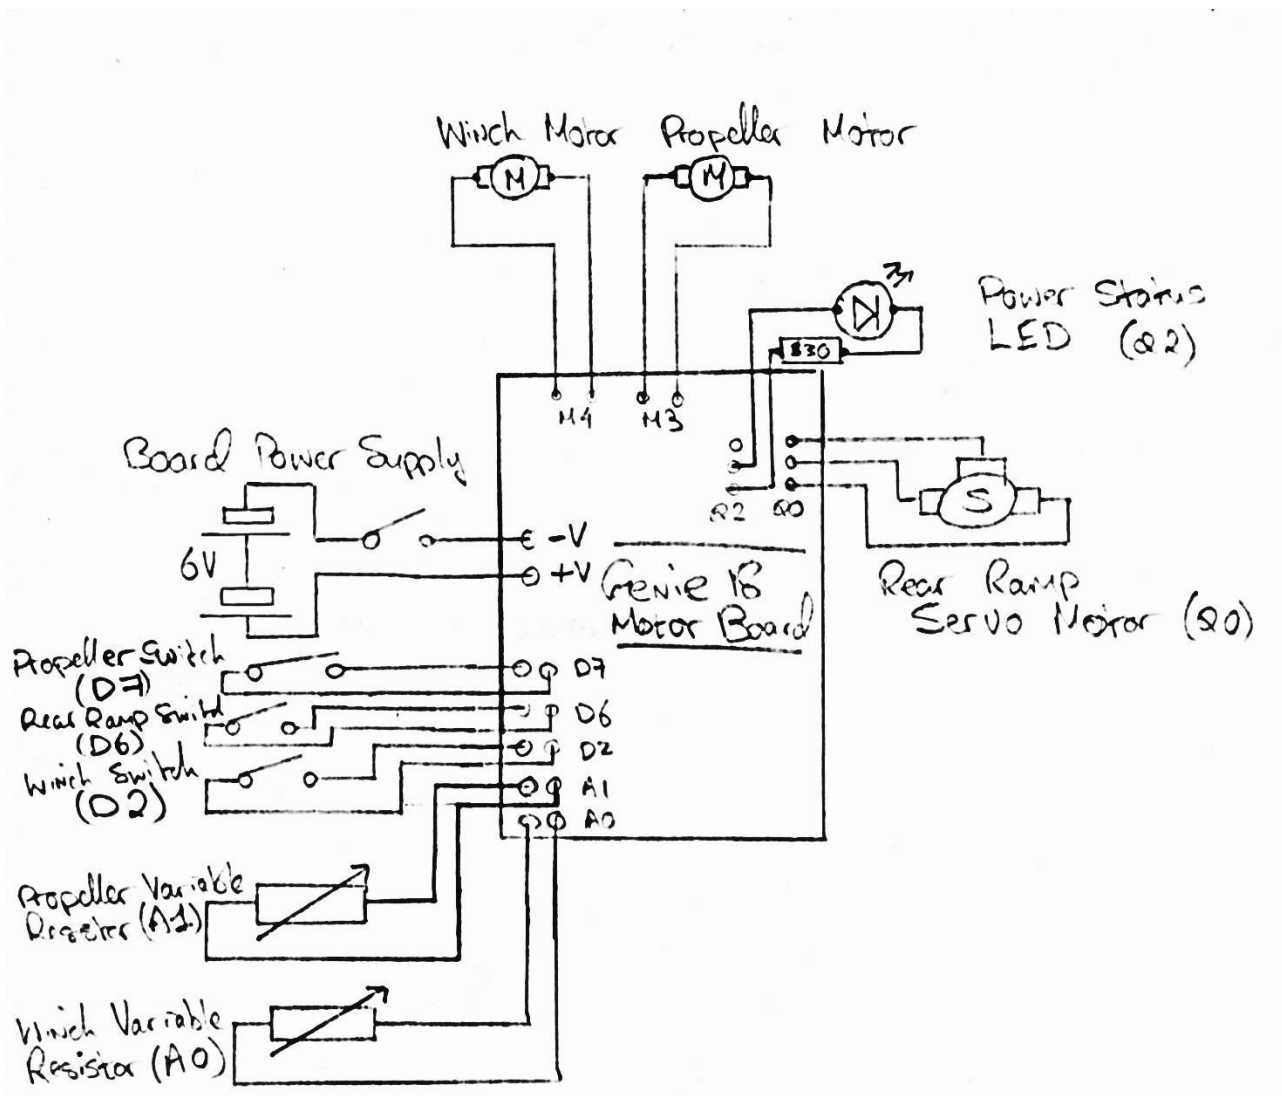 Winch Motor
Propeller Motor
M
M
Power Status
LED (Q2)
330
M4
M3
Board Power Supply
Q2
Q0
S
6V
-V
+V
Genie 18
Motor Board
Rear Ramp
Servo Motor (Q0)
Propeller Switch
(D7)
D7
Rear Ramp Switch
(D6)
D6
Winch Switch
(D2)
D2
A1
A0
Propeller Variable
Resistor (A1)
Winch Variable
Resistor (A0)